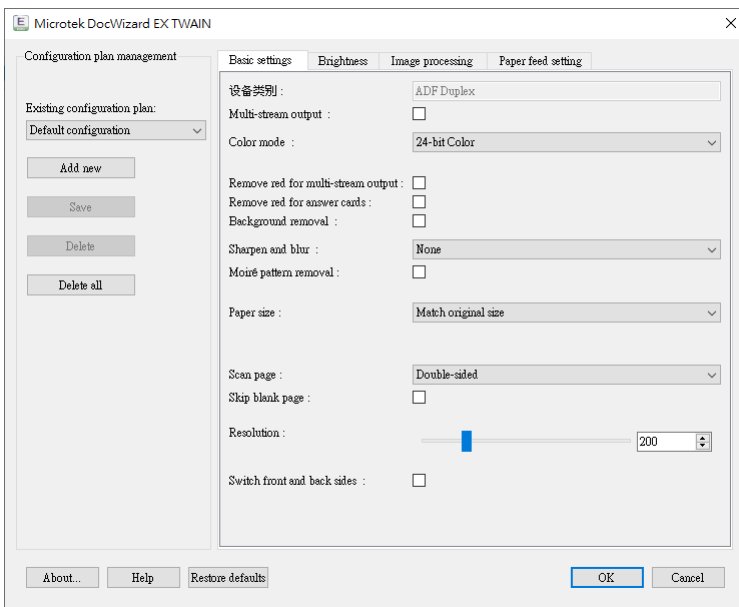 Microtek DocWizard EX TWAIN
Configuration plan management
Existing configuration plan:
Default configuration
Add new
Save
Delete
Delete all
Basic settings
Brightness
Image processing
Paper feed setting
设备类别 : ADF Duplex
Multi-stream output :
Color mode : 24-bit Color
Remove red for multi-stream output :
Remove red for answer cards :
Background removal :
Sharpen and blur : None
Moiré pattern removal :
Paper size : Match original size
Scan page : Double-sided
Skip blank page :
Resolution : 200
Switch front and back sides :
About...
Help
Restore defaults
OK
Cancel